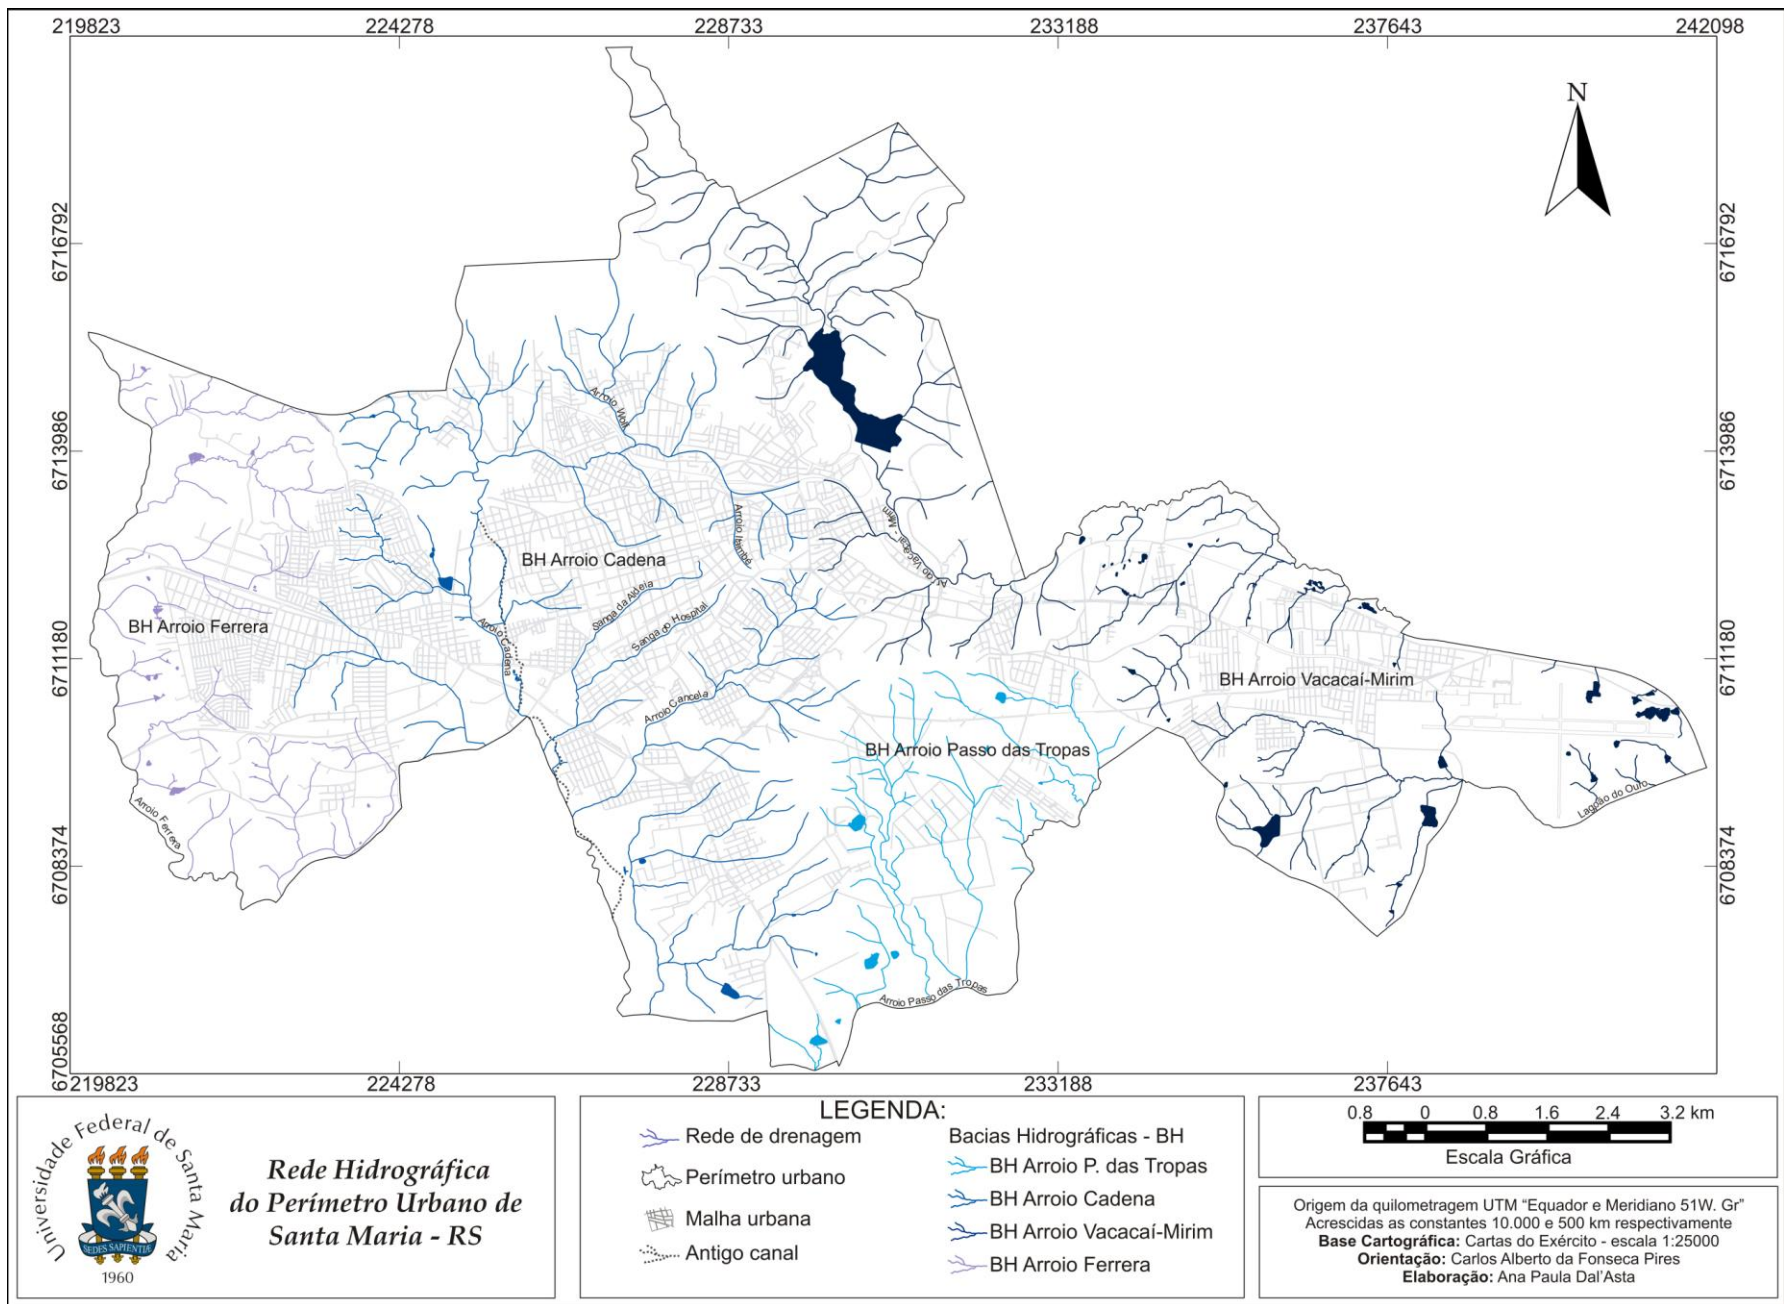 219823 224278 228733 233188 237643 242098
N
6716792 6716792
6713986 6713986
6711180 6711180
6708374 6708374
6705568
Arroio Wolf
Arroio Itaimbé
Ar. do Vacacaí Mirim
BH Arroio Cadena
Sanga da Aldeia
Sanga do Hospital
BH Arroio Ferrera
Arroio Cadena
BH Arroio Vacacaí-Mirim
Arroio Cancela
BH Arroio Passo das Tropas
Lagoão do Ouro
Arroio Ferrera
Arroio Passo das Tropas
219823 224278 228733 233188 237643
Universidade Federal de Santa Maria
SEDES SAPIENTIÆ
1960
Rede Hidrográfica
do Perímetro Urbano de
Santa Maria - RS
LEGENDA:
Rede de drenagem
Perímetro urbano
Malha urbana
Antigo canal
Bacias Hidrográficas - BH
BH Arroio P. das Tropas
BH Arroio Cadena
BH Arroio Vacacaí-Mirim
BH Arroio Ferrera
0.8 0 0.8 1.6 2.4 3.2 km
Escala Gráfica
Origem da quilometragem UTM “Equador e Meridiano 51W. Gr”
Acrescidas as constantes 10.000 e 500 km respectivamente
Base Cartográfica: Cartas do Exército - escala 1:25000
Orientação: Carlos Alberto da Fonseca Pires
Elaboração: Ana Paula Dal’Asta